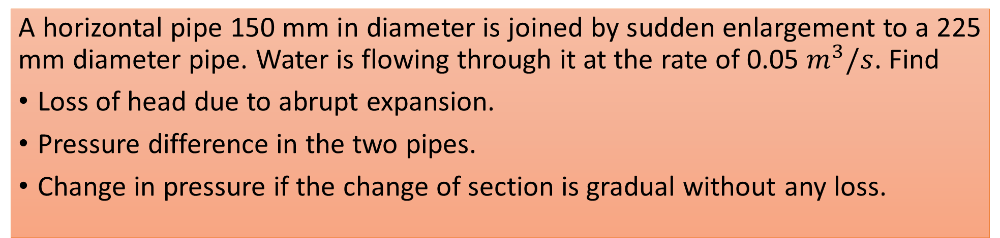 A horizontal pipe 150 mm in diameter is joined by sudden enlargement to a 225
mm diameter pipe. Water is flowing through it at the rate of 0.05 m³/s. Find
• Loss of head due to abrupt expansion.
• Pressure difference in the two pipes.
• Change in pressure if the change of section is gradual without any loss.